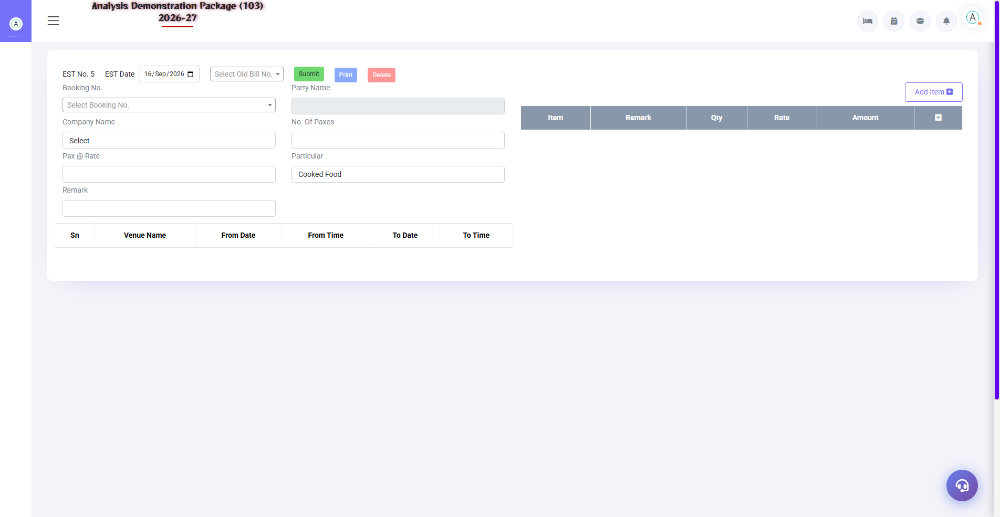 Analysis Demonstration Package (103)
2026-27
A
A
EST No. 5 EST Date 16/Sep/2026 Select Old Bill No. Submit Print Delete
Booking No. Party Name
Select Booking No.
Add Item
Company Name No. Of Paxes
Select
Pax @ Rate Particular
Cooked Food
Remark
Item Remark Qty Rate Amount
Sn Venue Name From Date From Time To Date To Time